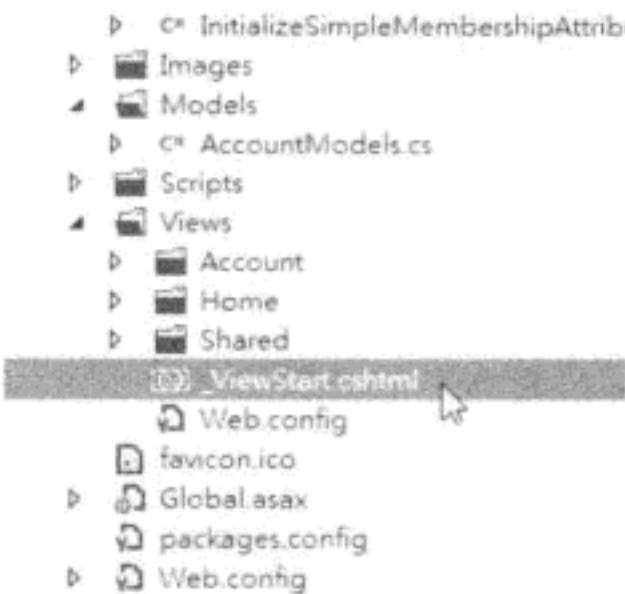 C# InitializeSimpleMembershipAttrib
Images
Models
C# AccountModels.cs
Scripts
Views
Account
Home
Shared
_ViewStart.cshtml
Web.config
favicon.ico
Global.asax
packages.config
Web.config